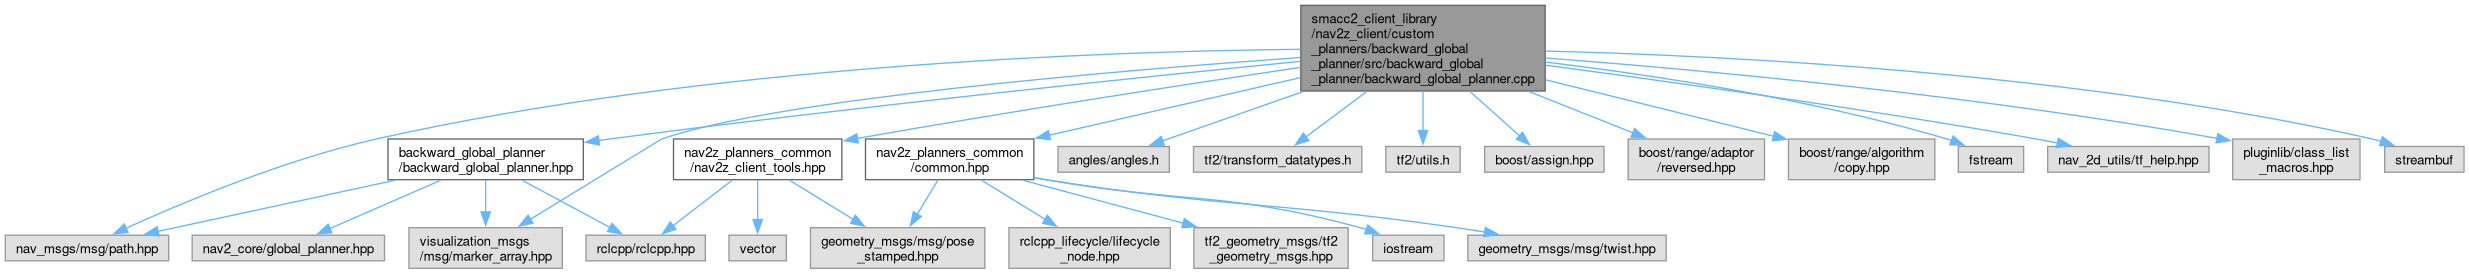 smacc2_client_library
/nav2z_client/custom
_planners/backward_global
_planner/src/backward_global
_planner/backward_global_planner.cpp
backward_global_planner
/backward_global_planner.hpp
nav2z_planners_common
/nav2z_client_tools.hpp
nav2z_planners_common
/common.hpp
angles/angles.h
tf2/transform_datatypes.h
tf2/utils.h
boost/assign.hpp
boost/range/adaptor
/reversed.hpp
boost/range/algorithm
/copy.hpp
fstream
nav_2d_utils/tf_help.hpp
pluginlib/class_list
_macros.hpp
streambuf
nav_msgs/msg/path.hpp
nav2_core/global_planner.hpp
visualization_msgs
/msg/marker_array.hpp
rclcpp/rclcpp.hpp
vector
geometry_msgs/msg/pose
_stamped.hpp
rclcpp_lifecycle/lifecycle
_node.hpp
tf2_geometry_msgs/tf2
_geometry_msgs.hpp
iostream
geometry_msgs/msg/twist.hpp